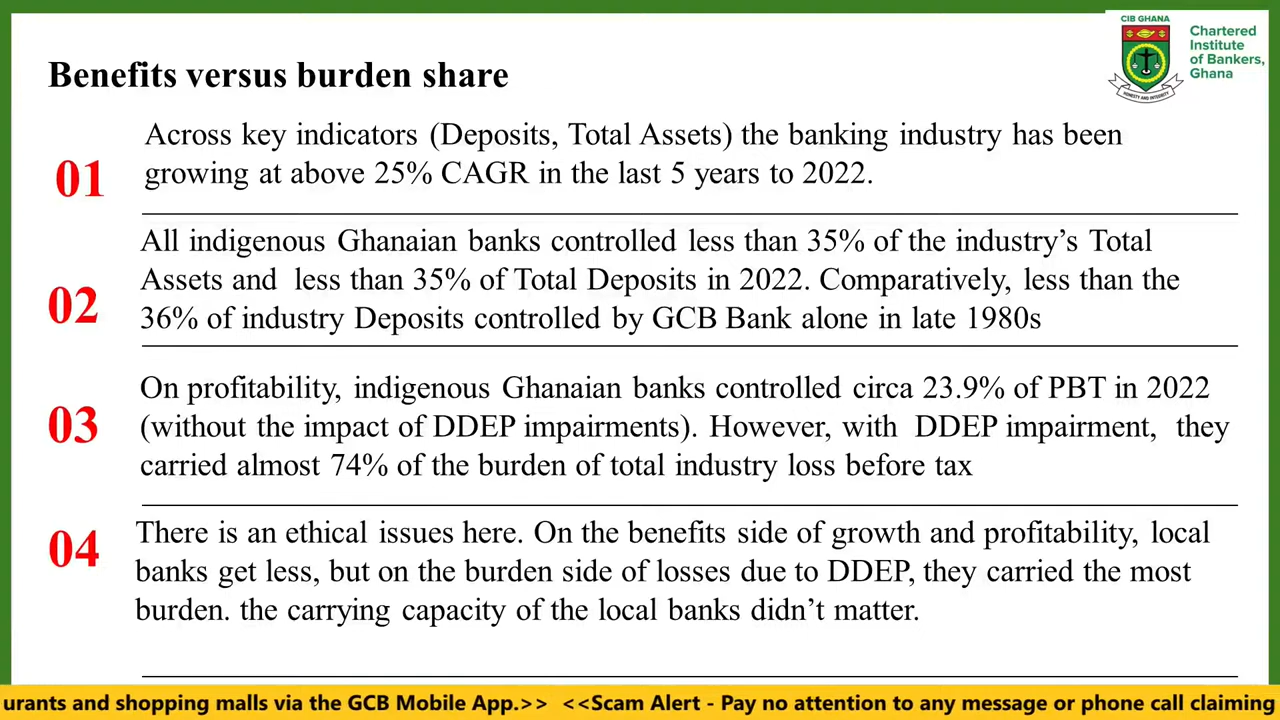 CIB GHANA
Chartered
Institute
of Bankers,
Ghana
HONESTY AND INTEGRITY
Benefits versus burden share
01
Across key indicators (Deposits, Total Assets) the banking industry has been
growing at above 25% CAGR in the last 5 years to 2022.
02
All indigenous Ghanaian banks controlled less than 35% of the industry’s Total
Assets and less than 35% of Total Deposits in 2022. Comparatively, less than the
36% of industry Deposits controlled by GCB Bank alone in late 1980s
03
On profitability, indigenous Ghanaian banks controlled circa 23.9% of PBT in 2022
(without the impact of DDEP impairments). However, with DDEP impairment, they
carried almost 74% of the burden of total industry loss before tax
04
There is an ethical issues here. On the benefits side of growth and profitability, local
banks get less, but on the burden side of losses due to DDEP, they carried the most
burden. the carrying capacity of the local banks didn’t matter.
urants and shopping malls via the GCB Mobile App.>> <<Scam Alert - Pay no attention to any message or phone call claiming